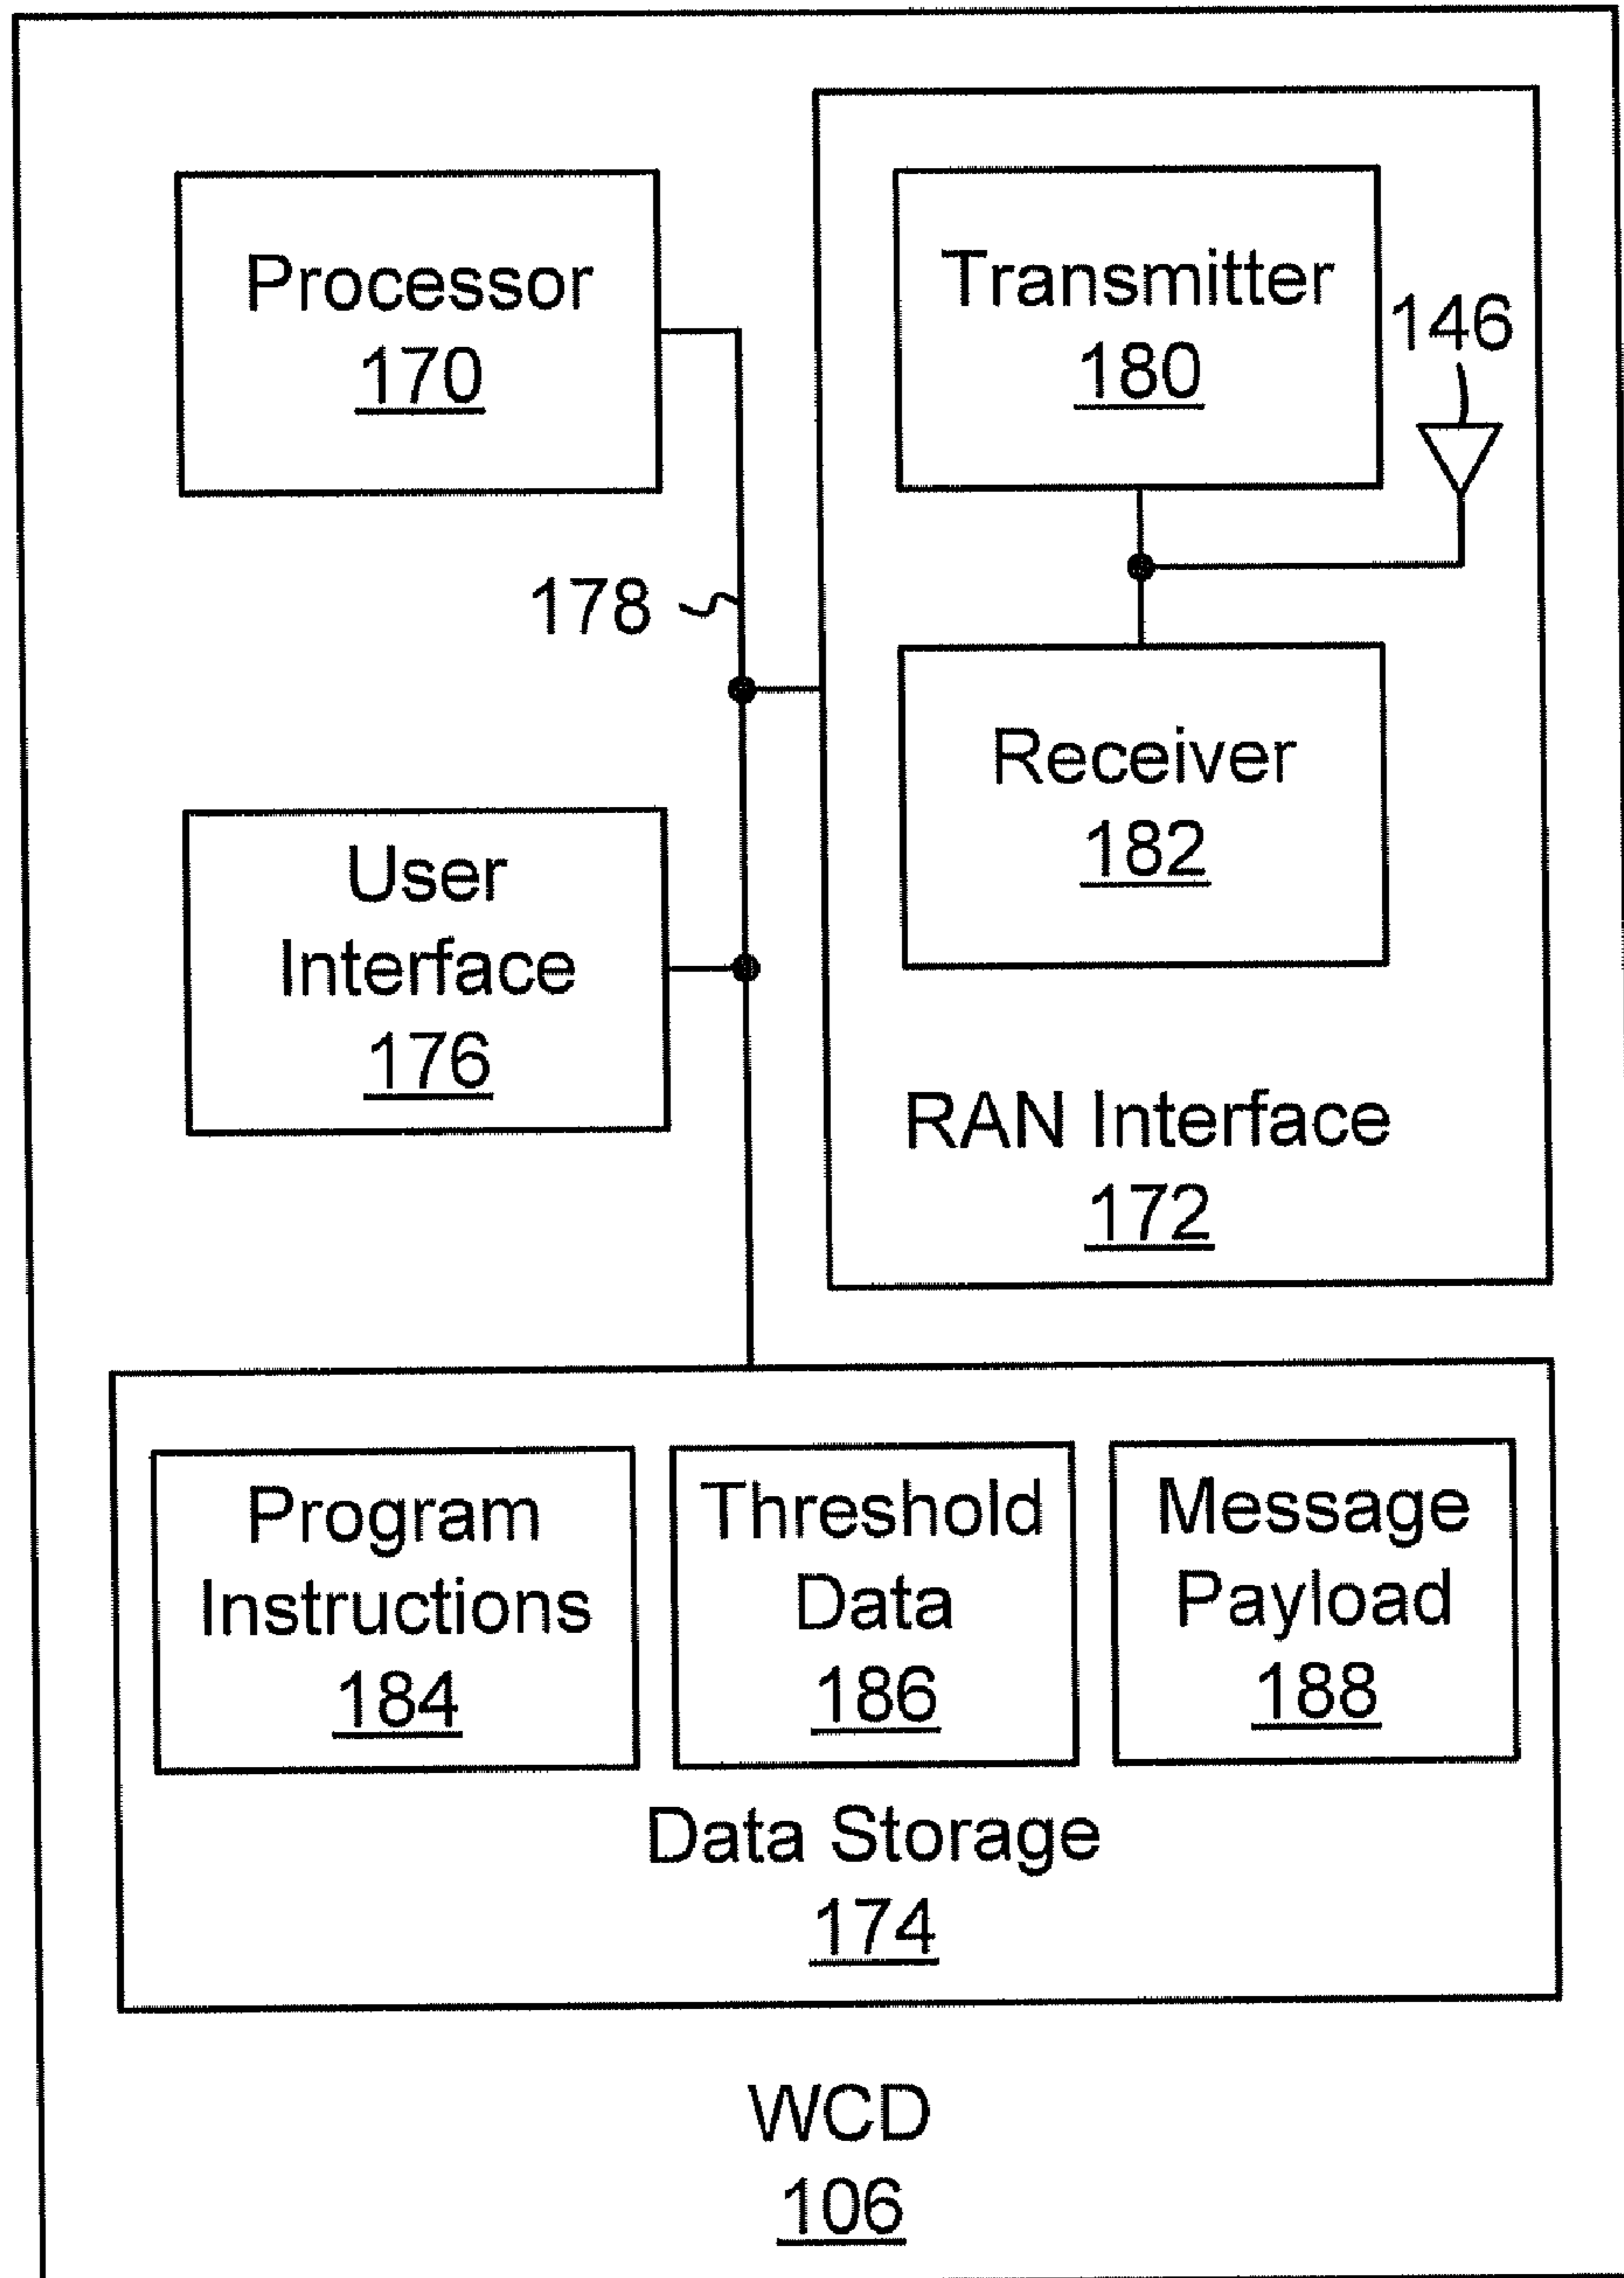 Processor
170
Transmitter
180
146
178
Receiver
182
User
Interface
176
RAN Interface
172
Program
Instructions
184
Threshold
Data
186
Message
Payload
188
Data Storage
174
WCD
106